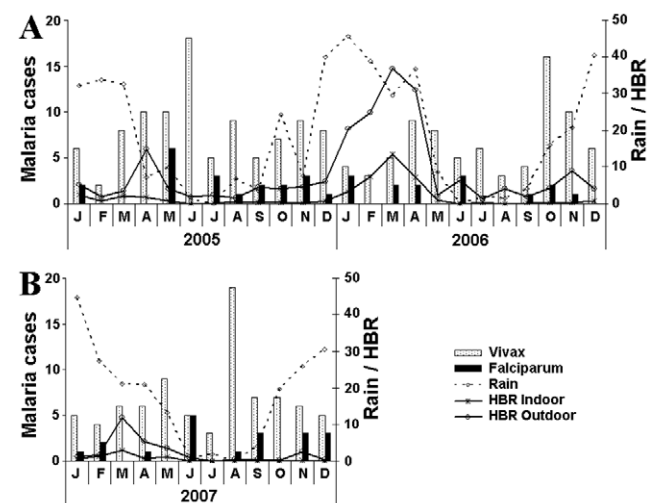 A
Malaria cases
20
15
10
5
0
50
40
30
20
10
0
Rain / HBR
J F M A M J J A S O N D J F M A M J J A S O N D
2005 2006
B
Malaria cases
20
15
10
5
0
50
40
30
20
10
0
Rain / HBR
J F M A M J J A S O N D
2007
Vivax
Falciparum
Rain
HBR Indoor
HBR Outdoor